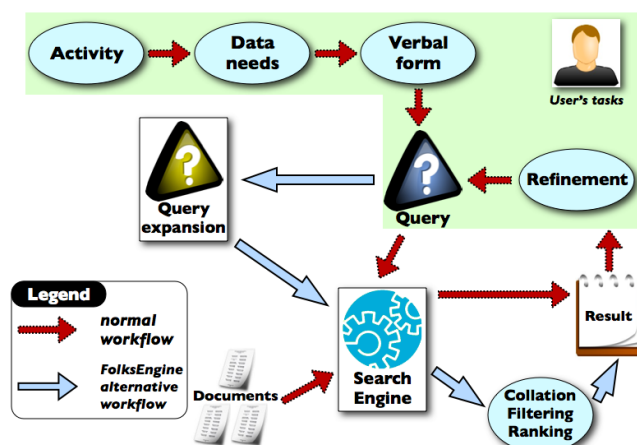 Activity
Data
needs
Verbal
form
User's tasks
?
Query
expansion
?
Query
Refinement
Legend
normal
workflow
FolksEngine
alternative
workflow
Documents
Search
Engine
Result
Collation
Filtering
Ranking